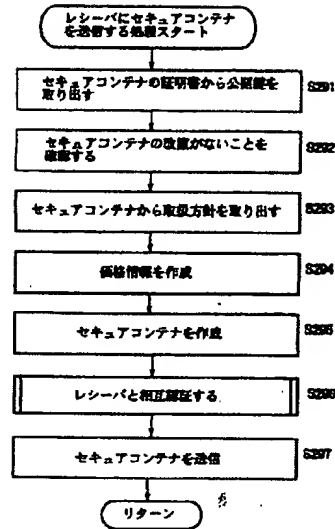 レシーバにセキュアコンテナ
を送信する処理スタート
セキュアコンテナの証明書から公開鍵を
取り出す
S291
セキュアコンテナの改竄がないことを
確認する
S292
セキュアコンテナから取扱方針を取り出す
S293
価格情報を作成
S294
セキュアコンテナを作成
S295
レシーバと相互認証する
S296
セキュアコンテナを送信
S297
リターン